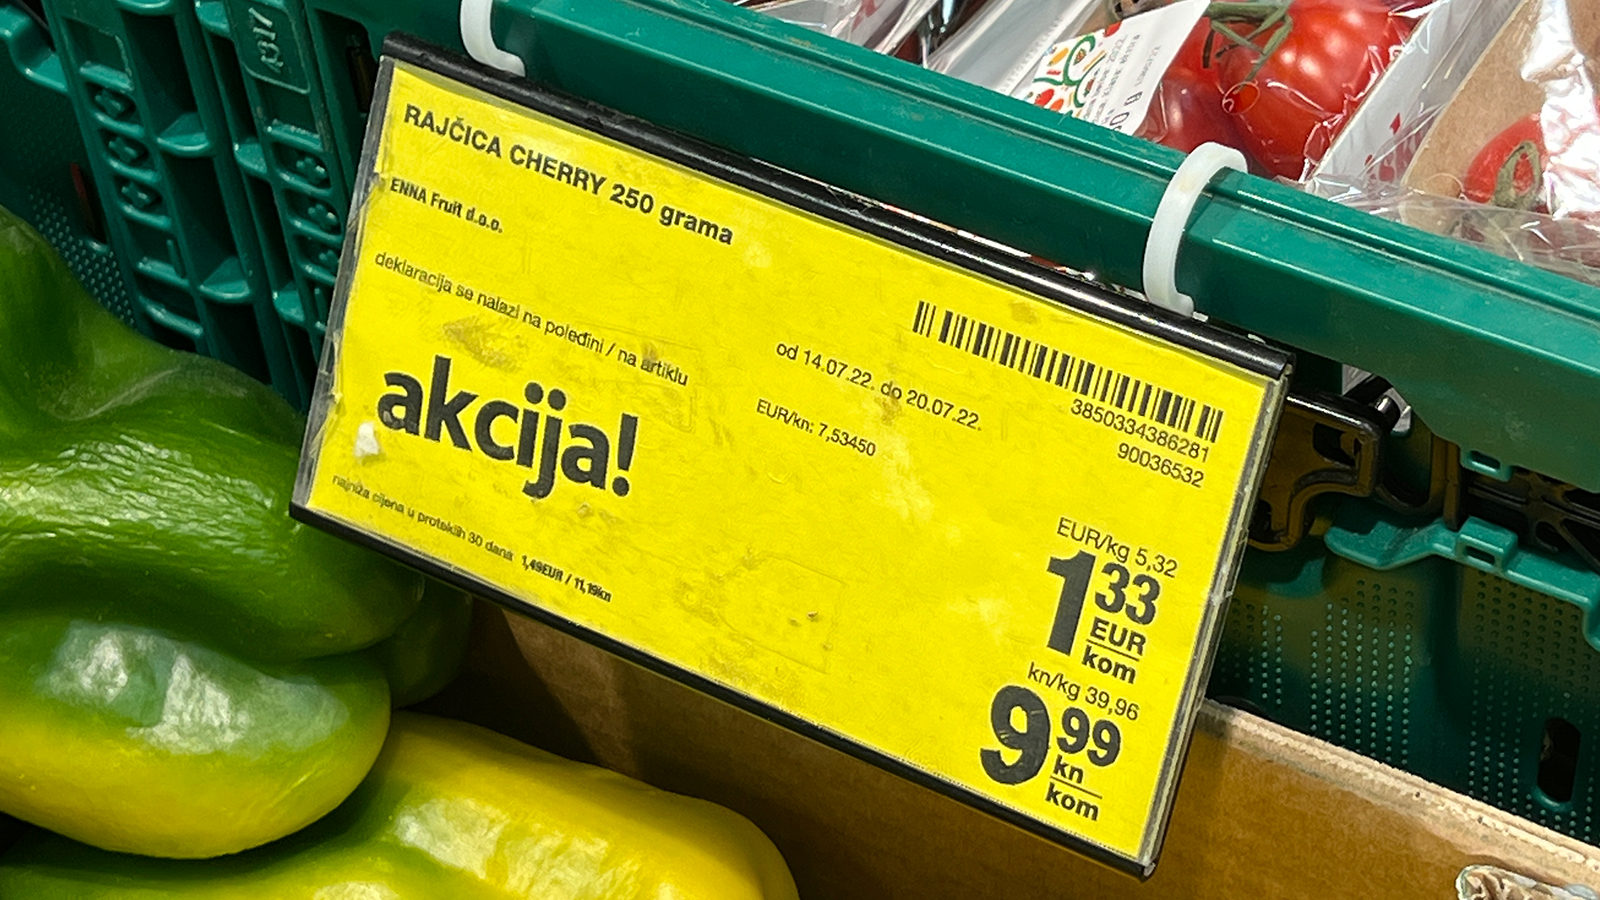 RAJČICA CHERRY 250 grama
ENNA Fruit d.o.o.
deklaracija se nalazi na poleđini / na artiklu
akcija!
najniža cijena u proteklih 30 dana 1,49EUR / 11,19kn
od 14.07.22. do 20.07.22.
EUR/kn: 7,53450
3850334386281
90036532
EUR/kg 5,32
1 33
EUR
kom
kn/kg 39,96
9 99
kn
kom